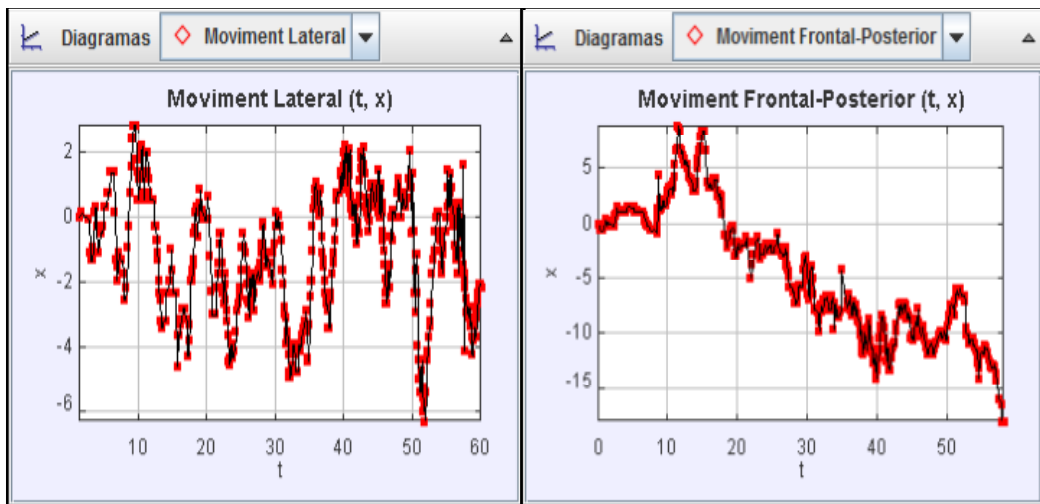 Diagramas Moviment Lateral
Moviment Lateral (t, x)
2
0
-2
-4
-6
x
10 20 30 40 50 60
t
Diagramas Moviment Frontal-Posterior
Moviment Frontal-Posterior (t, x)
5
0
-5
-10
-15
x
0 10 20 30 40 50
t